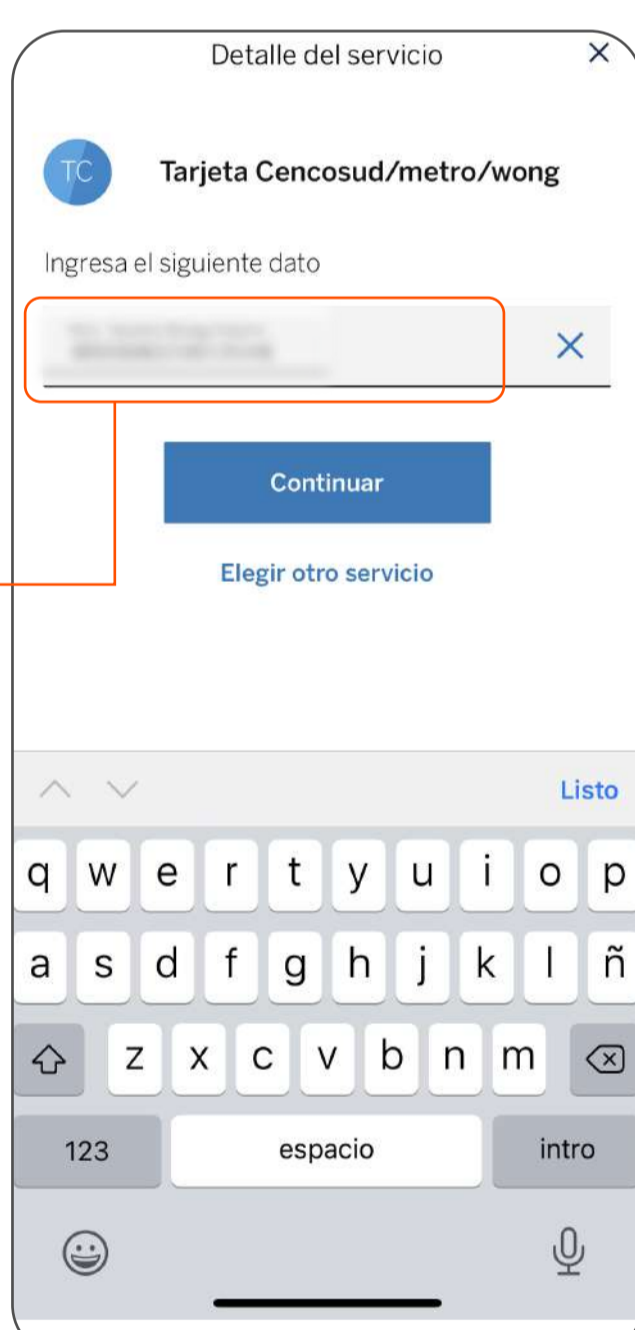 Detalle del servicio
TC
Tarjeta Cencosud/metro/wong
Ingresa el siguiente dato
Continuar
Elegir otro servicio
Listo
q w e r t y u i o p
a s d f g h j k l ñ
z x c v b n m
123 espacio intro